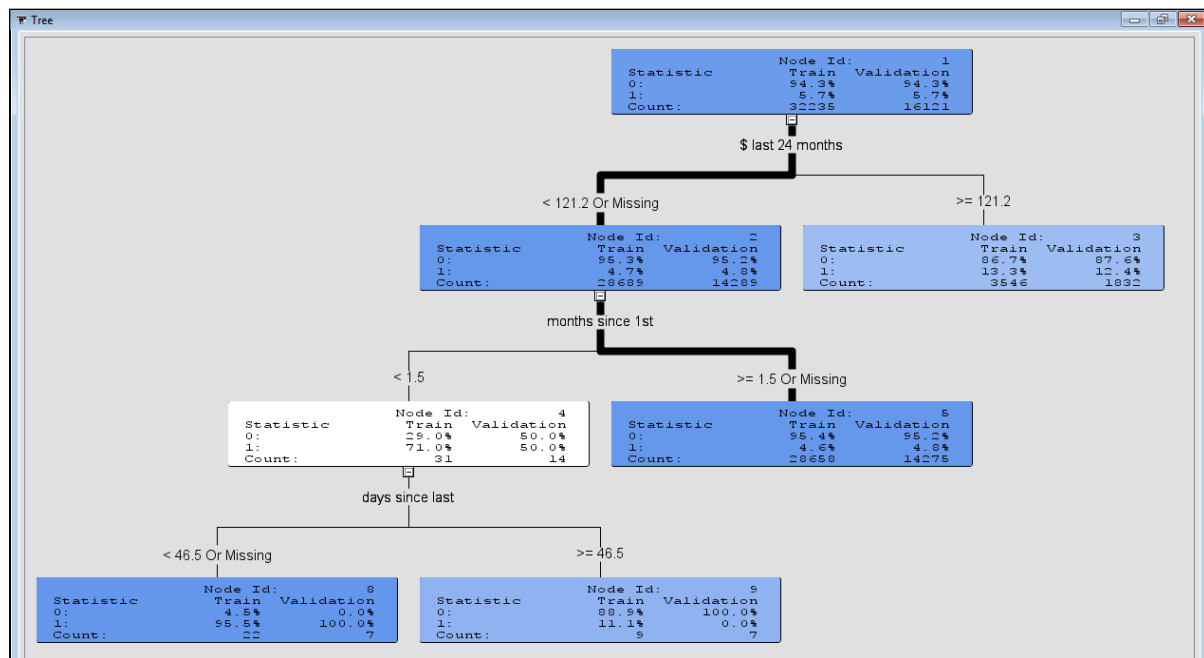 Tree
Node Id: 1
Statistic Train Validation
0: 94.3% 94.3%
1: 5.7% 5.7%
Count: 32235 16121
$ last 24 months
< 121.2 Or Missing
>= 121.2
Node Id: 2
Statistic Train Validation
0: 95.3% 95.2%
1: 4.7% 4.8%
Count: 28689 14289
Node Id: 3
Statistic Train Validation
0: 86.7% 87.6%
1: 13.3% 12.4%
Count: 3546 1832
months since 1st
< 1.5
>= 1.5 Or Missing
Node Id: 4
Statistic Train Validation
0: 29.0% 50.0%
1: 71.0% 50.0%
Count: 31 14
Node Id: 5
Statistic Train Validation
0: 95.4% 95.2%
1: 4.6% 4.8%
Count: 28658 14275
days since last
< 46.5 Or Missing
>= 46.5
Node Id: 8
Statistic Train Validation
0: 4.5% 0.0%
1: 95.5% 100.0%
Count: 22 7
Node Id: 9
Statistic Train Validation
0: 88.9% 100.0%
1: 11.1% 0.0%
Count: 9 7